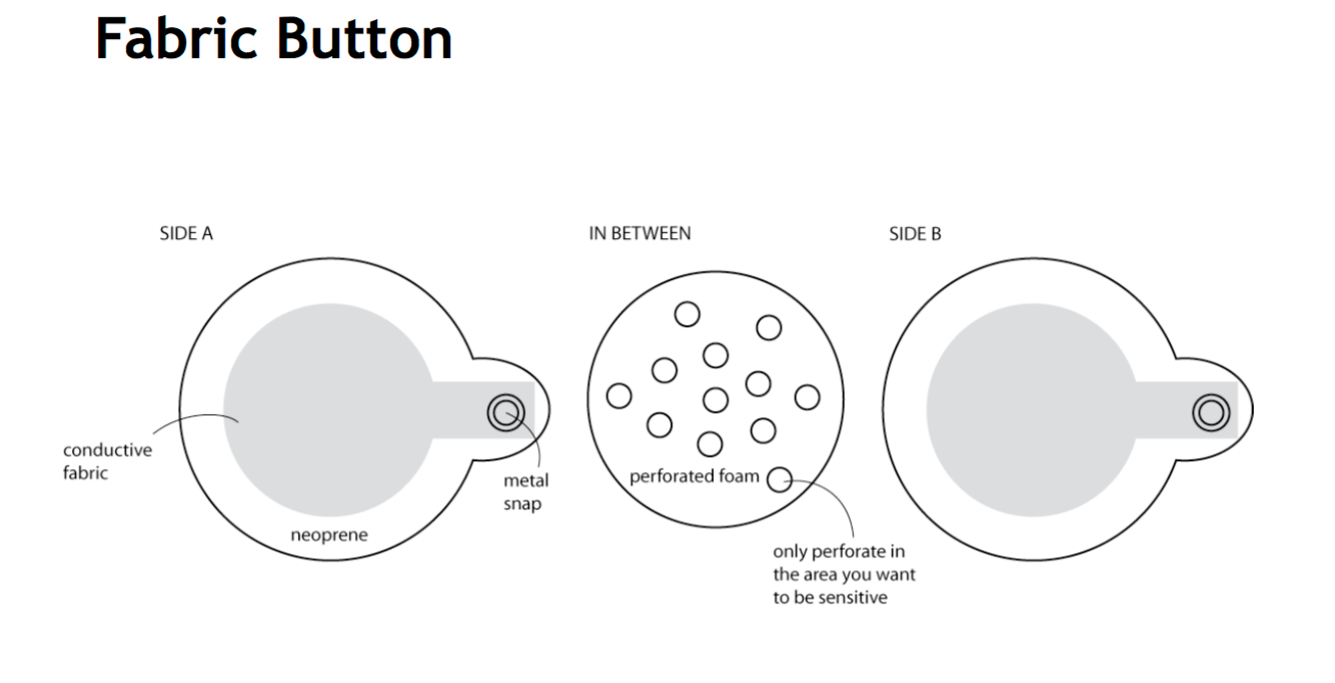 Fabric Button
SIDE A
IN BETWEEN
SIDE B
conductive
fabric
metal
snap
neoprene
perforated foam
only perforate in
the area you want
to be sensitive